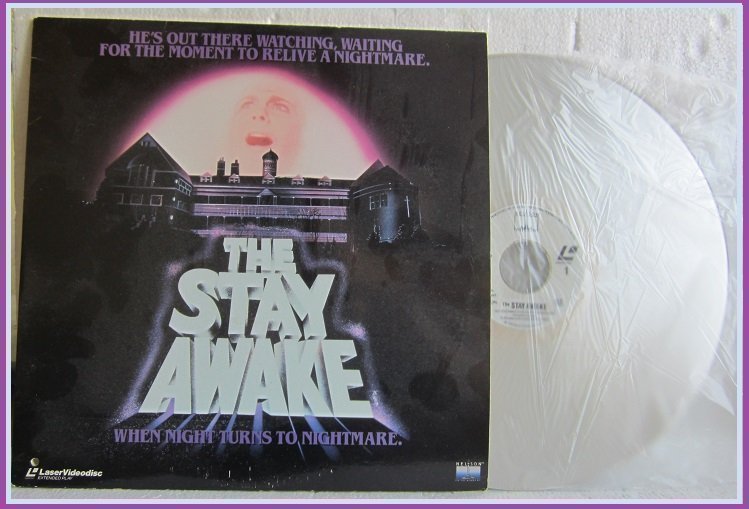 HE'S OUT THERE WATCHING, WAITING
FOR THE MOMENT TO RELIVE A NIGHTMARE.
THE
STAY
AWAKE
WHEN NIGHT TURNS TO NIGHTMARE.
LaserVideodisc
EXTENDED PLAY
NELSON
1
THE STAY AWAKE